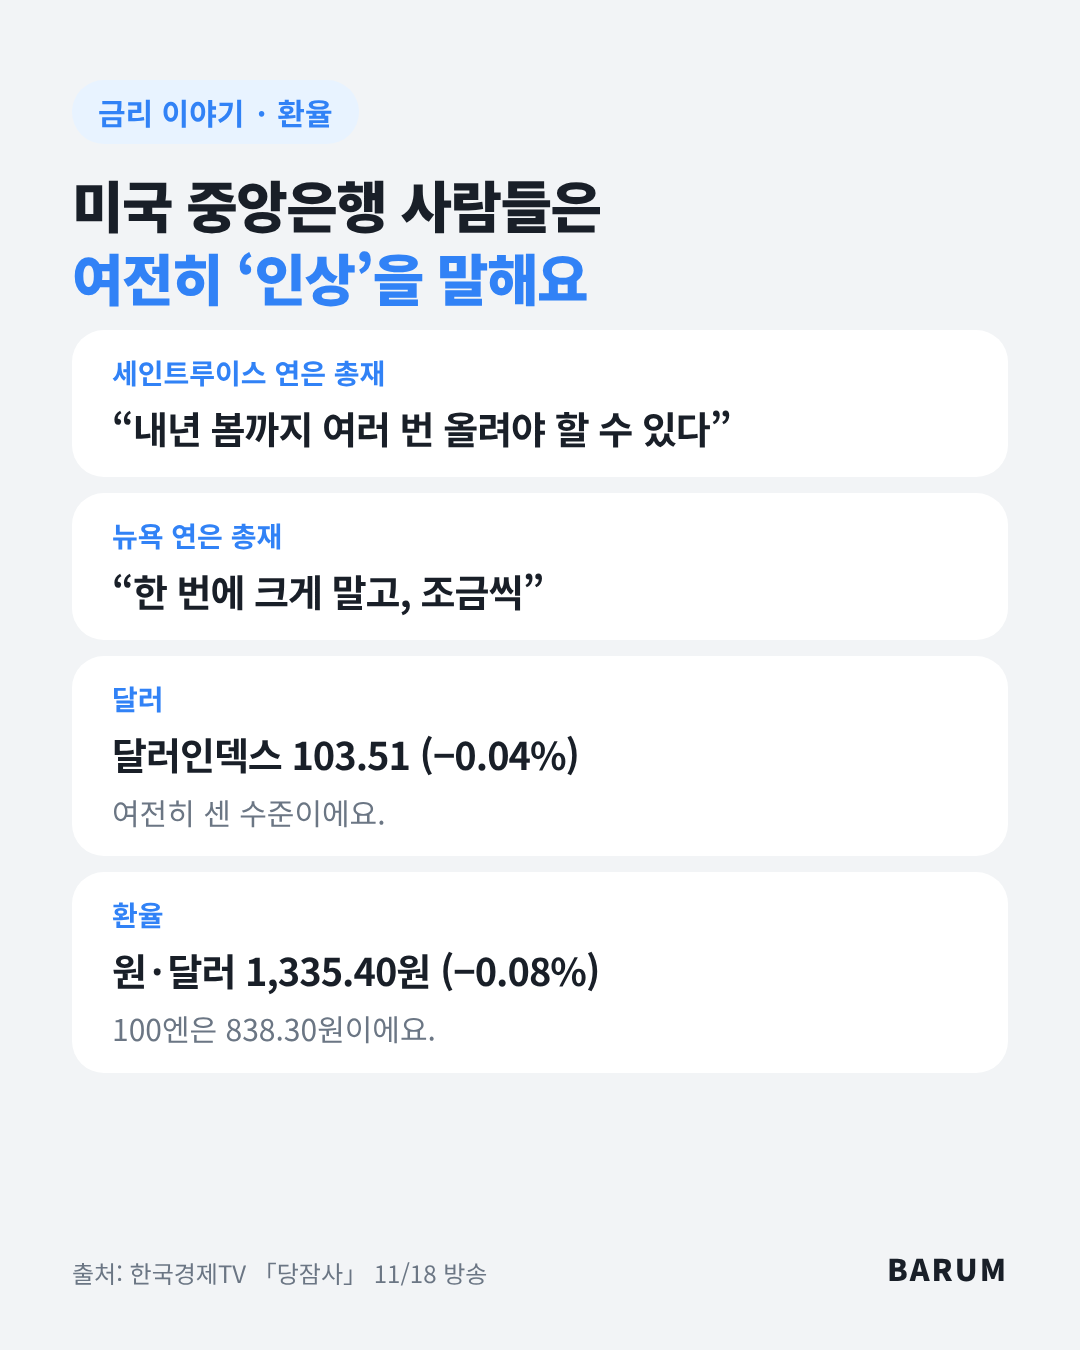 금리 이야기 · 환율
미국 중앙은행 사람들은
여전히 ‘인상’을 말해요
세인트루이스 연은 총재
“내년 봄까지 여러 번 올려야 할 수 있다”
뉴욕 연은 총재
“한 번에 크게 말고, 조금씩”
달러
달러인덱스 103.51 (−0.04%)
여전히 센 수준이에요.
환율
원·달러 1,335.40원 (−0.08%)
100엔은 838.30원이에요.
출처: 한국경제TV 「당잠사」 11/18 방송
BARUM